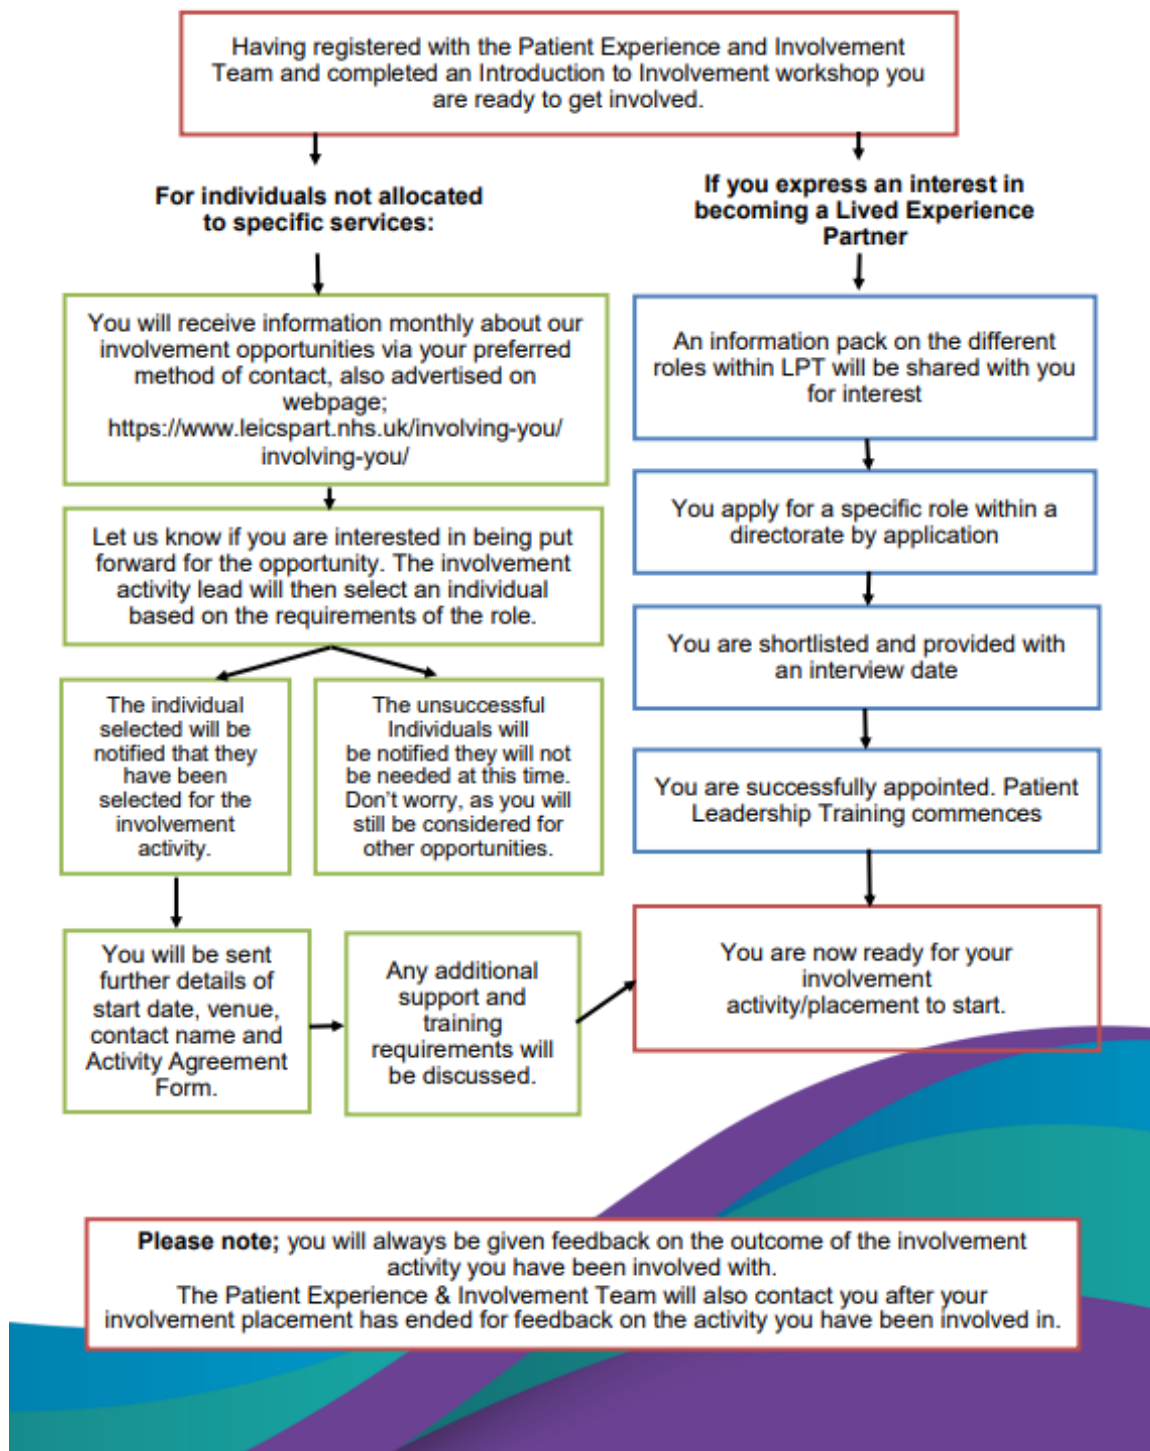 Having registered with the Patient Experience and Involvement
Team and completed an Introduction to Involvement workshop you
are ready to get involved.
For individuals not allocated
to specific services:
You will receive information monthly about our
involvement opportunities via your preferred
method of contact, also advertised on
webpage;
https://www.leicspart.nhs.uk/involving-you/
involving-you/
Let us know if you are interested in being put
forward for the opportunity. The involvement
activity lead will then select an individual
based on the requirements of the role.
The individual
selected will be
notified that they
have been
selected for the
involvement
activity.
The unsuccessful
Individuals will
be notified they will not
be needed at this time.
Don't worry, as you will
still be considered for
other opportunities.
You will be sent
further details of
start date, venue,
contact name and
Activity Agreement
Form.
Any additional
support and
training
requirements will
be discussed.
If you express an interest in
becoming a Lived Experience
Partner
An information pack on the different
roles within LPT will be shared with you
for interest
You apply for a specific role within a
directorate by application
You are shortlisted and provided with
an interview date
You are successfully appointed. Patient
Leadership Training commences
You are now ready for your
involvement
activity/placement to start.
Please note; you will always be given feedback on the outcome of the involvement
activity you have been involved with.
The Patient Experience & Involvement Team will also contact you after your
involvement placement has ended for feedback on the activity you have been involved in.